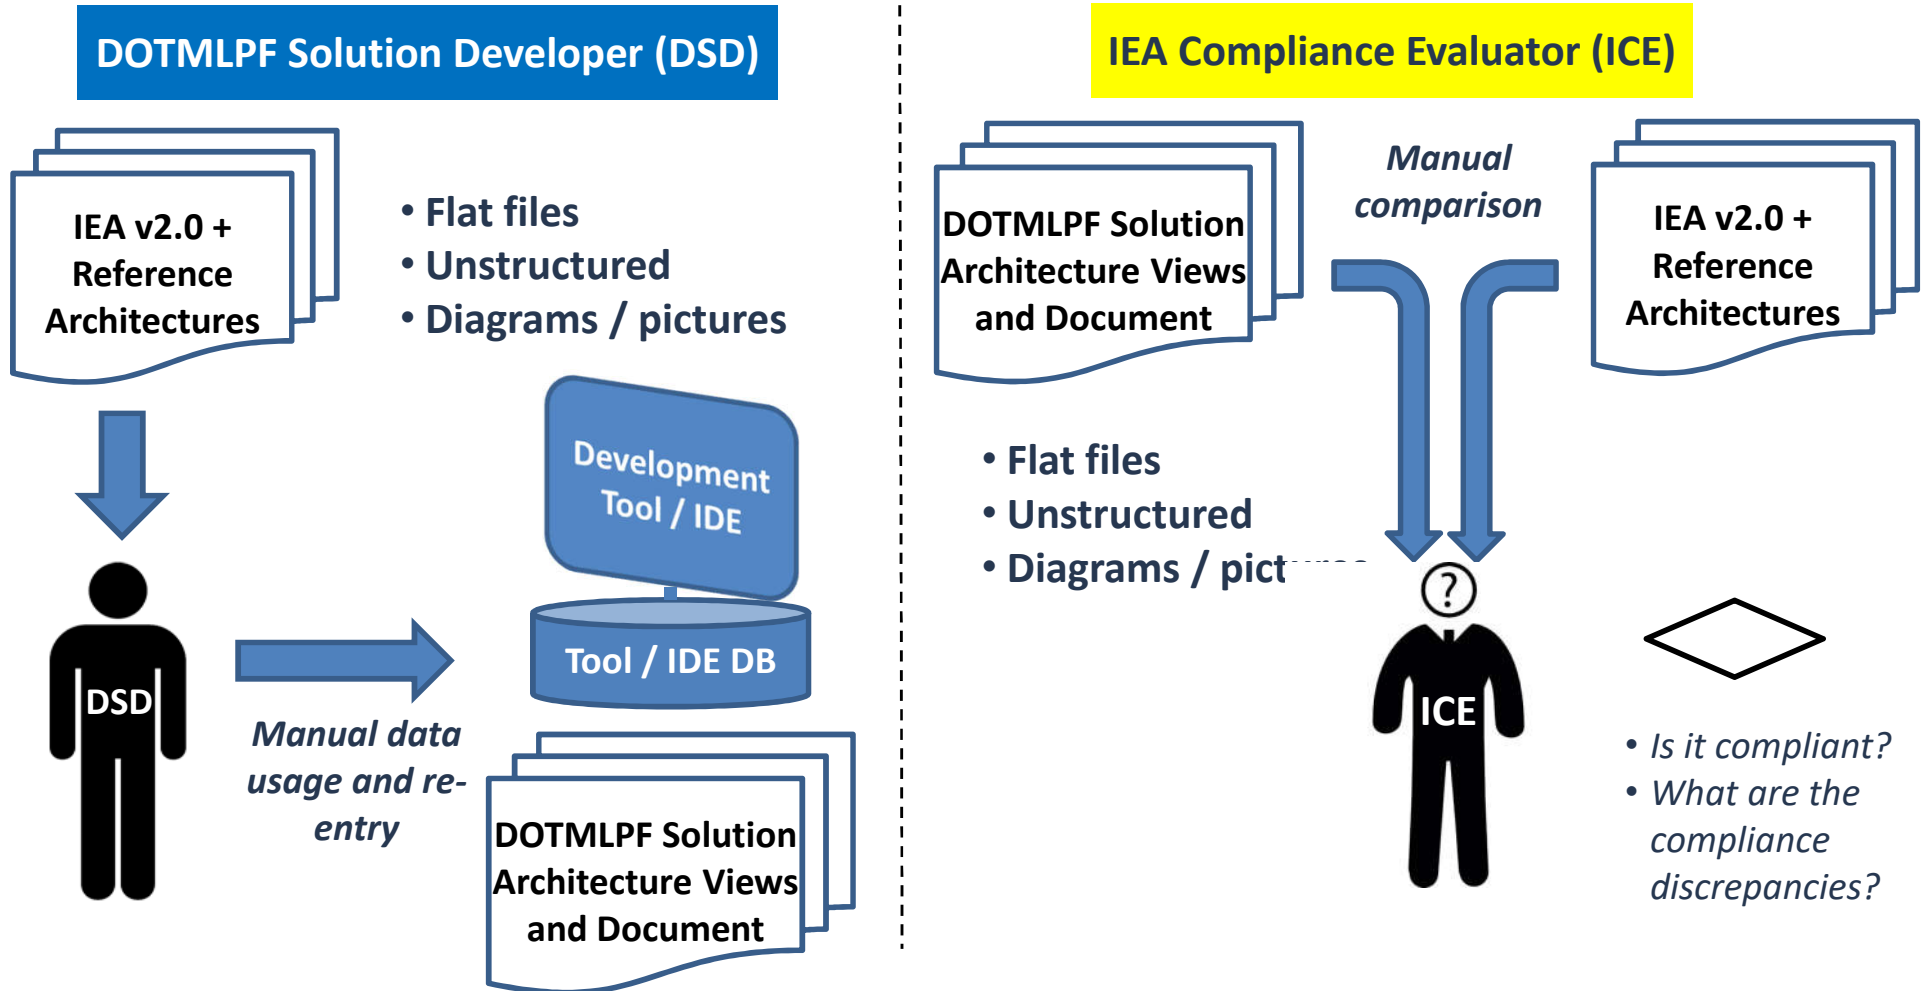 DOTMLPF Solution Developer (DSD)
IEA v2.0 +
Reference
Architectures
• Flat files
• Unstructured
• Diagrams / pictures
Development
Tool / IDE
Tool / IDE DB
DSD
Manual data
usage and re-
entry
DOTMLPF Solution
Architecture Views
and Document
IEA Compliance Evaluator (ICE)
DOTMLPF Solution
Architecture Views
and Document
Manual
comparison
IEA v2.0 +
Reference
Architectures
• Flat files
• Unstructured
• Diagrams / pictures
?
ICE
• Is it compliant?
• What are the
compliance
discrepancies?